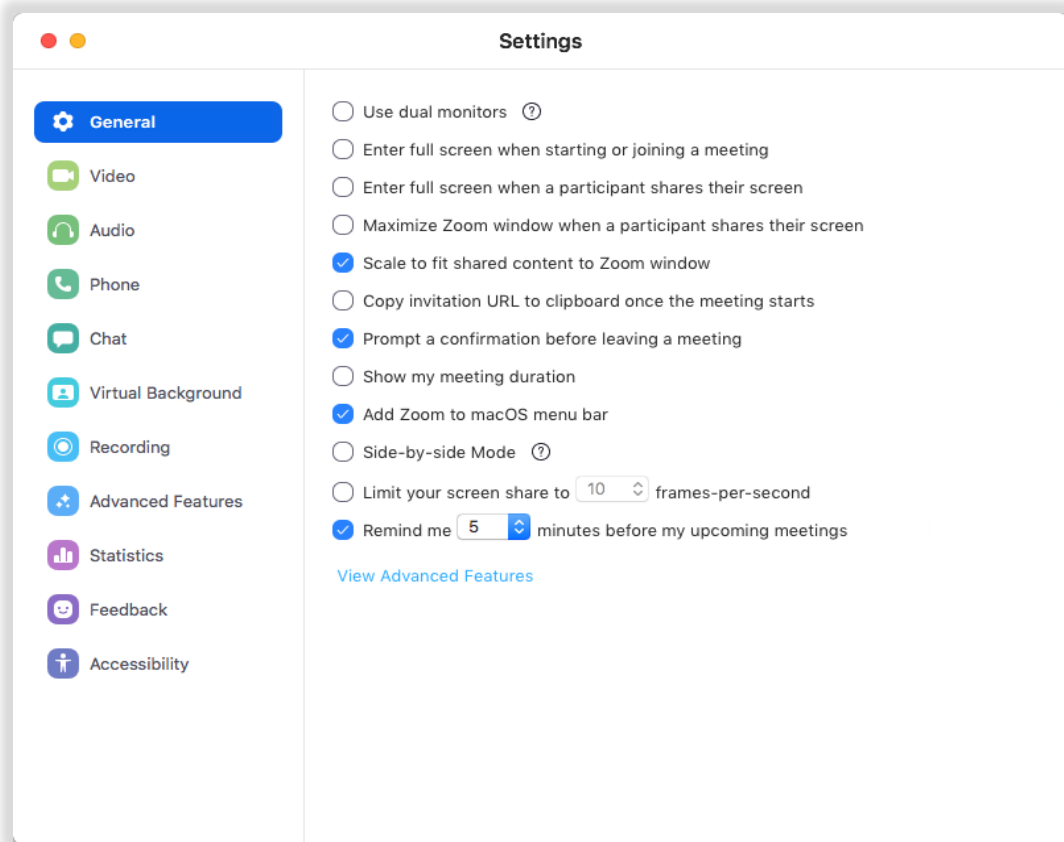 Settings
General
Video
Audio
Phone
Chat
Virtual Background
Recording
Advanced Features
Statistics
Feedback
Accessibility
Use dual monitors ?
Enter full screen when starting or joining a meeting
Enter full screen when a participant shares their screen
Maximize Zoom window when a participant shares their screen
Scale to fit shared content to Zoom window
Copy invitation URL to clipboard once the meeting starts
Prompt a confirmation before leaving a meeting
Show my meeting duration
Add Zoom to macOS menu bar
Side-by-side Mode ?
Limit your screen share to 10 frames-per-second
Remind me 5 minutes before my upcoming meetings
View Advanced Features